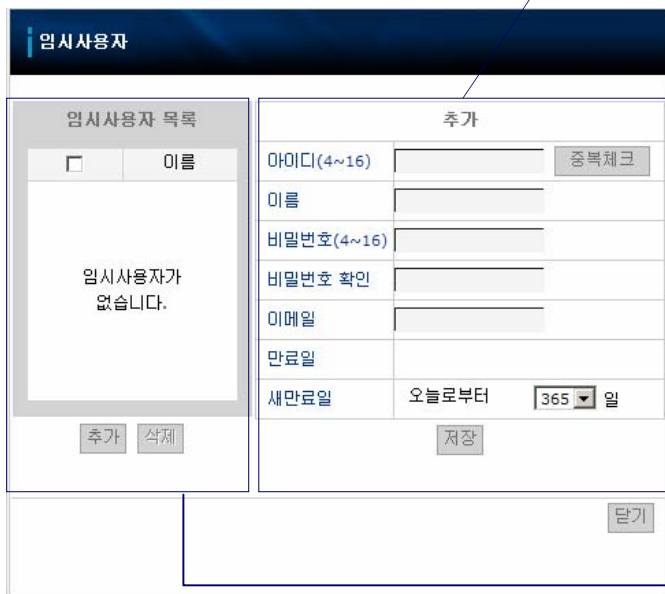 임시사용자
임시사용자 목록
이름
임시사용자가
없습니다.
추가 삭제
추가
아이디(4~16) 중복체크
이름
비밀번호(4~16)
비밀번호 확인
이메일
만료일
새만료일 오늘로부터 365 일
저장
닫기